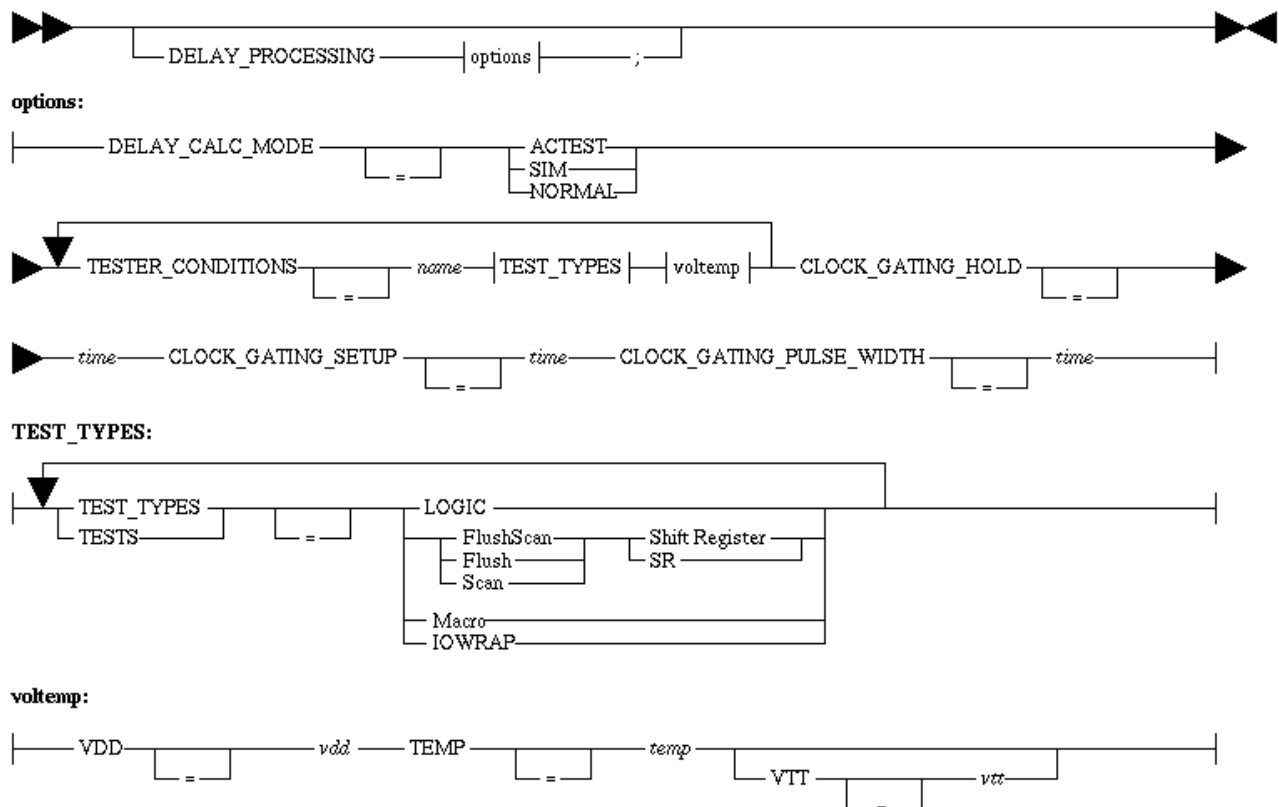 DELAY_PROCESSING options ;
options:
DELAY_CALC_MODE = ACTEST
SIM
NORMAL
TESTER_CONDITIONS = name TEST_TYPES voltemp CLOCK_GATING_HOLD =
time CLOCK_GATING_SETUP = time CLOCK_GATING_PULSE_WIDTH = time
TEST_TYPES:
TEST_TYPES = LOGIC
TESTS
FlushScan Shift Register
Flush SR
Scan
Macro
IOWRAP
voltemp:
VDD = vdd TEMP = temp
VTT = vtt